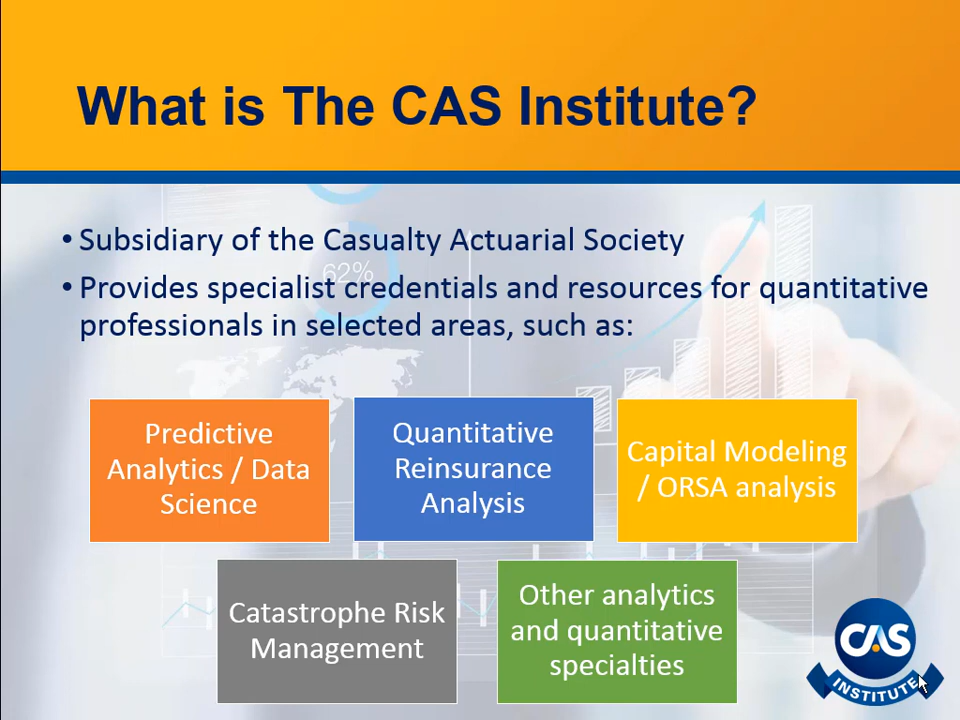 What is The CAS Institute?
• Subsidiary of the Casualty Actuarial Society
62%
• Provides specialist credentials and resources for quantitative
professionals in selected areas, such as:
Predictive
Analytics / Data
Science
Quantitative
Reinsurance
Analysis
Capital Modeling
/ ORSA analysis
Catastrophe Risk
Management
Other analytics
and quantitative
specialties
CAS
INSTITUTE